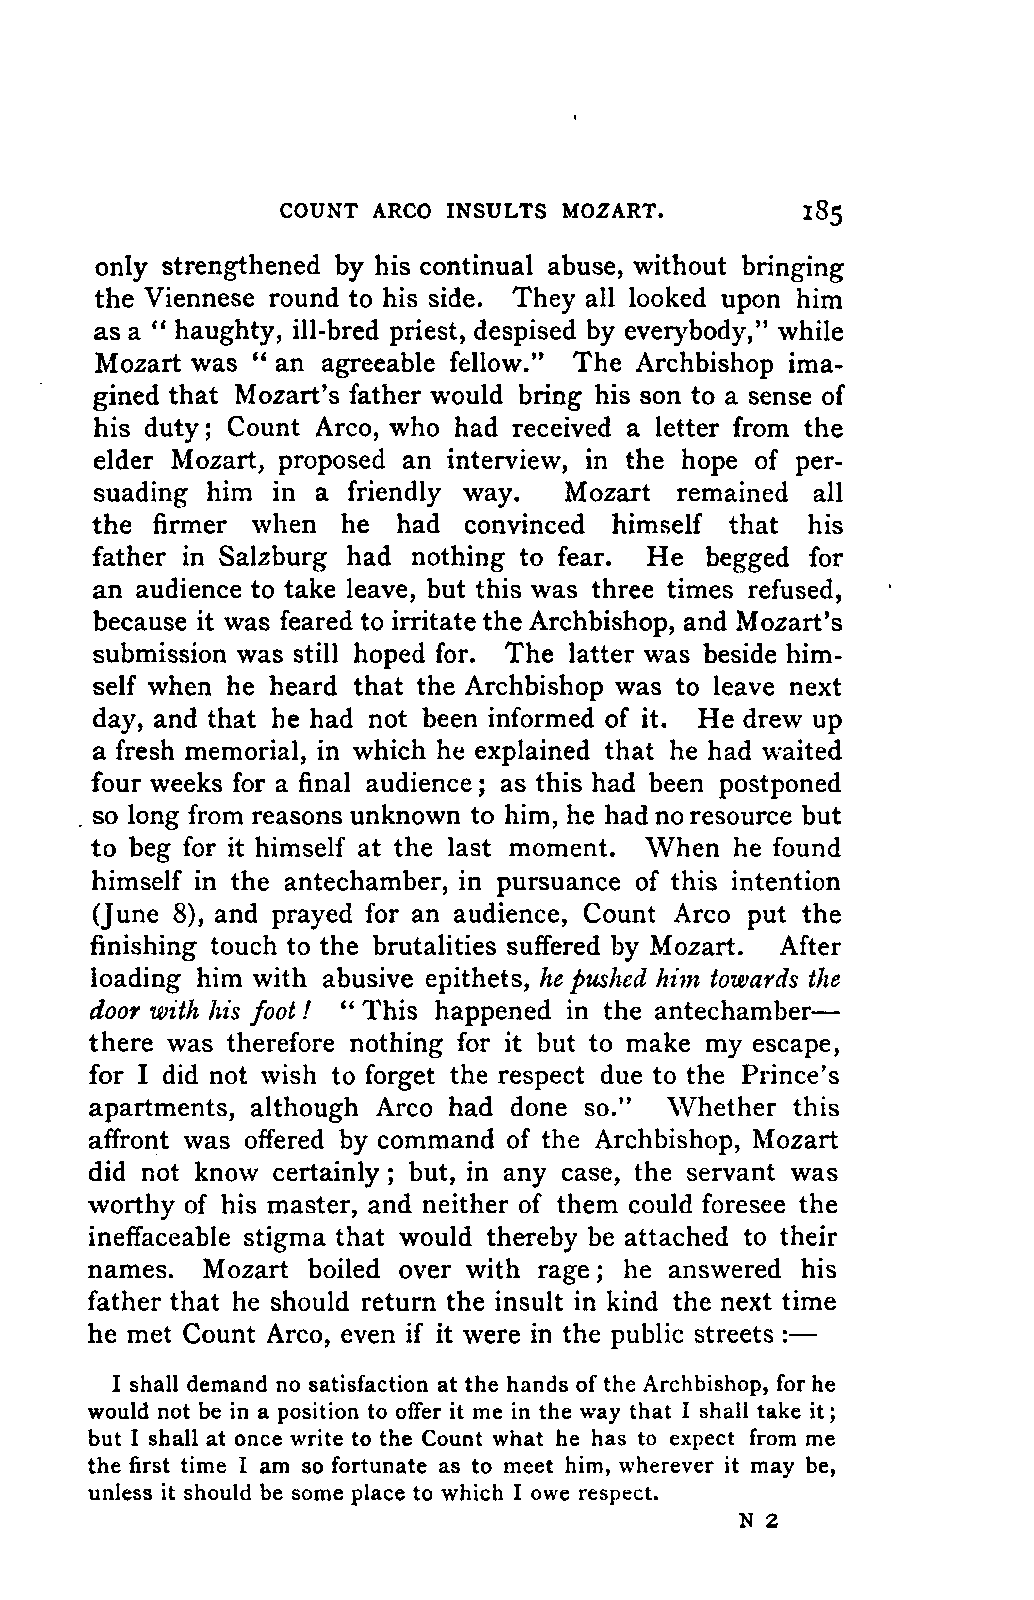 COUNT ARCO INSULTS MOZART. 185
only strengthened by his continual abuse, without bringing
the Viennese round to his side. They all looked upon him
as a " haughty, ill-bred priest, despised by everybody," while
Mozart was " an agreeable fellow." The Archbishop ima-
gined that Mozart's father would bring his son to a sense of
his duty; Count Arco, who had received a letter from the
elder Mozart, proposed an interview, in the hope of per-
suading him in a friendly way. Mozart remained all
the firmer when he had convinced himself that his
father in Salzburg had nothing to fear. He begged for
an audience to take leave, but this was three times refused,
because it was feared to irritate the Archbishop, and Mozart's
submission was still hoped for. The latter was beside him-
self when he heard that the Archbishop was to leave next
day, and that he had not been informed of it. He drew up
a fresh memorial, in which he explained that he had waited
four weeks for a final audience; as this had been postponed
so long from reasons unknown to him, he had no resource but
to beg for it himself at the last moment. When he found
himself in the antechamber, in pursuance of this intention
(June 8), and prayed for an audience, Count Arco put the
finishing touch to the brutalities suffered by Mozart. After
loading him with abusive epithets, he pushed him towards the
door with his foot! " This happened in the antechamber—
there was therefore nothing for it but to make my escape,
for I did not wish to forget the respect due to the Prince's
apartments, although Arco had done so." Whether this
affront was offered by command of the Archbishop, Mozart
did not know certainly; but, in any case, the servant was
worthy of his master, and neither of them could foresee the
ineffaceable stigma that would thereby be attached to their
names. Mozart boiled over with rage; he answered his
father that he should return the insult in kind the next time
he met Count Arco, even if it were in the public streets :—
I shall demand no satisfaction at the hands of the Archbishop, for he
would not be in a position to offer it me in the way that I shall take it;
but I shall at once write to the Count what he has to expect from me
the first time I am so fortunate as to meet him, wherever it may be,
unless it should be some place to which I owe respect.
N 2